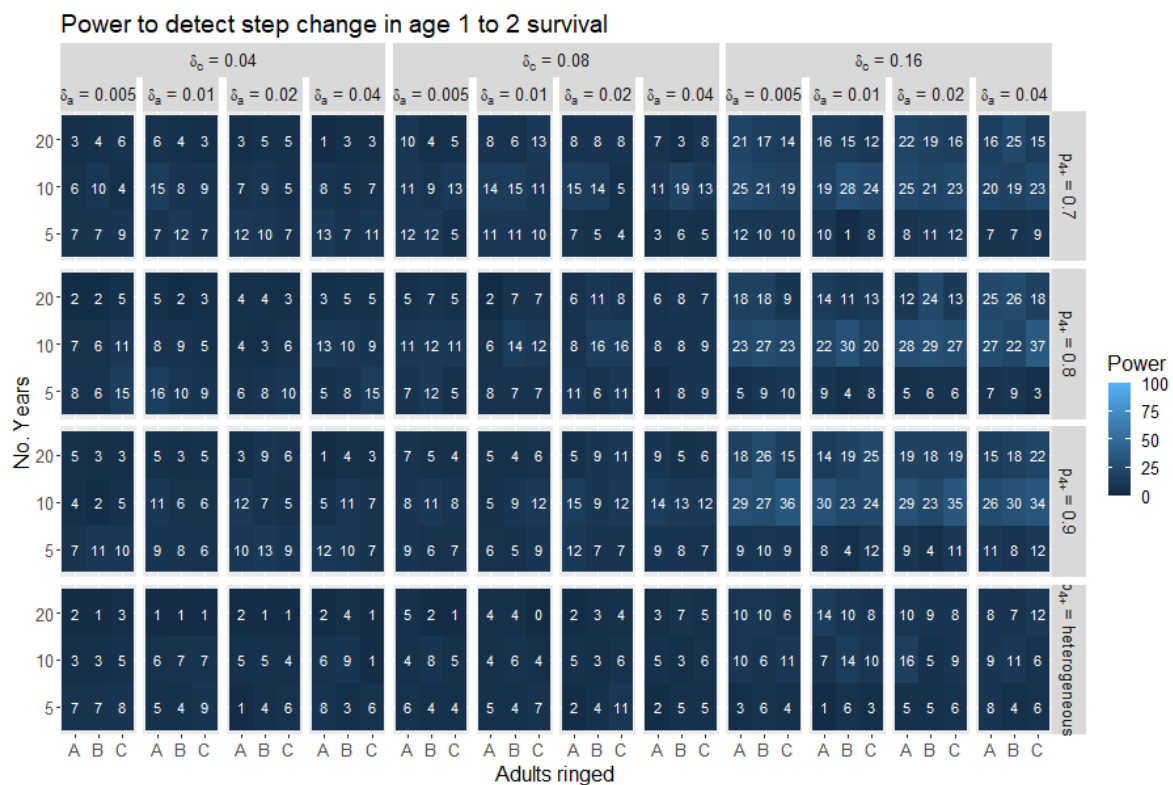 Power to detect step change in age 1 to 2 survival
δc = 0.04 δc = 0.08 δc = 0.16
δa = 0.005 δa = 0.01 δa = 0.02 δa = 0.04 δa = 0.005 δa = 0.01 δa = 0.02 δa = 0.04 δa = 0.005 δa = 0.01 δa = 0.02 δa = 0.04
20 3 4 6 6 4 3 3 5 5 1 3 3 10 4 5 8 6 13 8 8 8 7 3 8 21 17 14 16 15 12 22 19 16 16 25 15
10 6 10 4 15 8 9 7 9 5 8 5 7 11 9 13 14 15 11 15 14 5 11 19 13 25 21 19 19 28 24 25 21 23 20 19 23
5 7 7 9 7 12 7 12 10 7 13 7 11 12 12 5 11 11 10 7 5 4 3 6 5 12 10 10 10 1 8 8 11 12 7 7 9
p4+ = 0.7
20 2 2 5 5 2 3 4 4 3 3 5 5 5 7 5 2 7 7 6 11 8 6 8 7 18 18 9 14 11 13 12 24 13 25 26 18
10 7 6 11 8 9 5 4 3 6 13 10 9 11 12 11 6 14 12 8 16 16 8 8 9 23 27 23 22 30 20 28 29 27 27 22 37
5 8 6 15 16 10 9 6 8 10 5 8 15 7 12 5 8 7 7 11 6 11 1 8 9 5 9 10 9 4 8 5 6 6 7 9 3
p4+ = 0.8
20 5 3 3 5 3 5 3 9 6 1 4 3 7 5 4 5 4 6 5 9 11 9 5 6 18 26 15 14 19 25 19 18 19 15 18 22
10 4 2 5 11 6 6 12 7 5 5 11 7 8 11 8 5 9 12 15 9 12 14 13 12 29 27 36 30 23 24 29 23 35 26 30 34
5 7 11 10 9 8 6 10 13 9 12 10 7 9 6 7 6 5 9 12 7 7 9 8 7 9 10 9 8 4 12 9 4 11 11 8 12
p4+ = 0.9
20 2 1 3 1 1 1 2 1 1 2 4 1 5 2 1 4 4 0 2 3 4 3 7 5 10 10 6 14 10 8 10 9 8 8 7 12
10 3 3 5 6 7 7 5 5 4 6 9 1 4 8 5 4 6 4 5 3 6 5 3 6 10 6 11 7 14 10 16 5 9 9 11 6
5 7 7 8 5 4 9 1 4 6 8 3 6 6 4 4 5 4 7 2 4 11 2 5 5 3 6 4 1 6 3 5 5 6 8 4 6
p4+ = heterogeneous
A B C A B C A B C A B C A B C A B C A B C A B C A B C A B C A B C A B C
Adults ringed
No. Years
Power
100
75
50
25
0